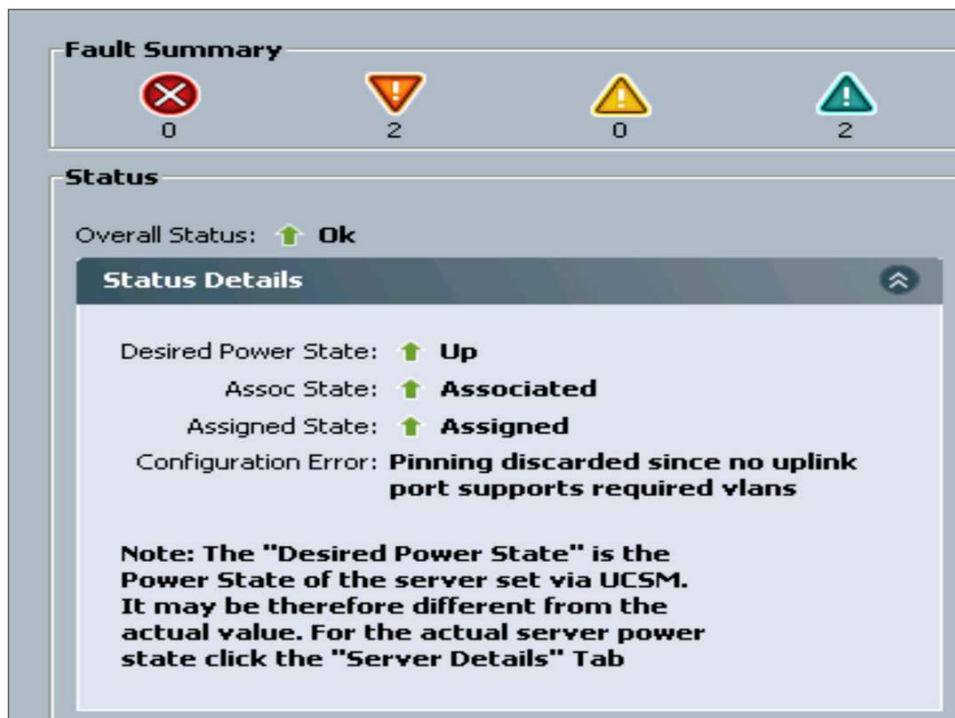 Fault Summary
0 2 0 2
Status
Overall Status: Ok
Status Details
Desired Power State: Up
Assoc State: Associated
Assigned State: Assigned
Configuration Error: Pinning discarded since no uplink
port supports required vlans
Note: The "Desired Power State" is the
Power State of the server set via UCSM.
It may be therefore different from the
actual value. For the actual server power
state click the "Server Details" Tab